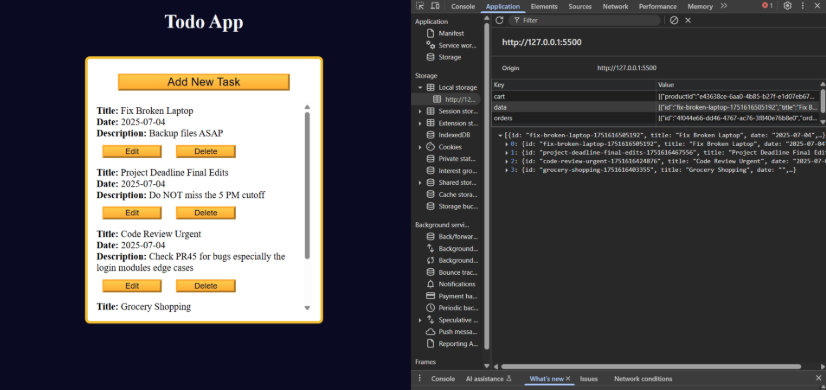 Todo App
Add New Task
Title: Fix Broken Laptop
Date: 2025-07-04
Description: Backup files ASAP
Edit Delete
Title: Project Deadline Final Edits
Date: 2025-07-04
Description: Do NOT miss the 5 PM cutoff
Edit Delete
Title: Code Review Urgent
Date: 2025-07-04
Description: Check PR45 for bugs especially the
login modules edge cases
Edit Delete
Title: Grocery Shopping
Console Application Elements Sources Network Performance Memory 1
Filter
Application
Manifest
Service wor...
Storage
Storage
Local storage
http://12...
Session stora...
Extension st...
IndexedDB
Cookies
Private stat...
Interest gro...
Shared stora...
Cache stora...
Storage buc...
Background servi...
Back/forwar...
Background...
Background...
Bounce trac...
Notifications
Payment ha...
Periodic bac...
Speculative ...
Push messa...
Reporting A...
Frames
http://127.0.0.1:5500
Origin http://127.0.0.1:5500
Key Value
cart [{"productId":"e43638ce-6aa0-4b85-b27f-e1d07eb67...
data [{"id":"fix-broken-laptop-1751616505192","title":"Fix B...
orders [{"id":"4f044e66-dd46-4767-ac76-3f840e76b8e0","ord...
[{id: "fix-broken-laptop-1751616505192", title: "Fix Broken Laptop", date: "2025-07-04",…}
0: {id: "fix-broken-laptop-1751616505192", title: "Fix Broken Laptop", date: "2025-07-04
1: {id: "project-deadline-final-edits-1751616467556", title: "Project Deadline Final Edi
2: {id: "code-review-urgent-1751616424876", title: "Code Review Urgent", date: "2025-07-0
3: {id: "grocery-shopping-1751616403355", title: "Grocery Shopping", date: "",…}
Console AI assistance What's new Issues Network conditions